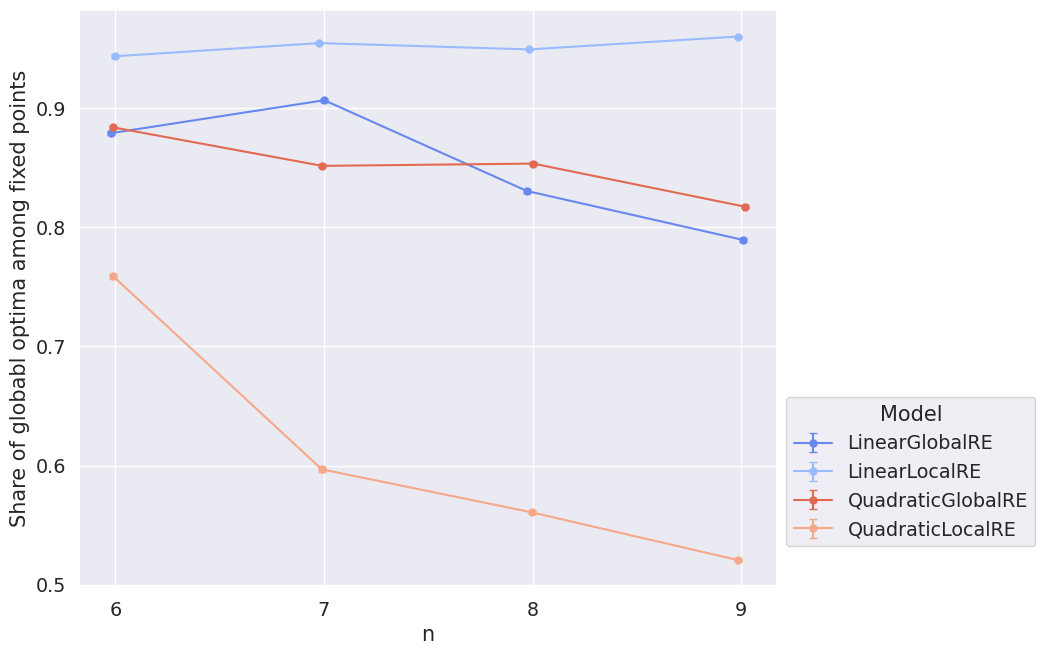 Share of globabl optima among fixed points
0.9
0.8
0.7
0.6
0.5
6 7 8 9
n
Model
LinearGlobalRE
LinearLocalRE
QuadraticGlobalRE
QuadraticLocalRE